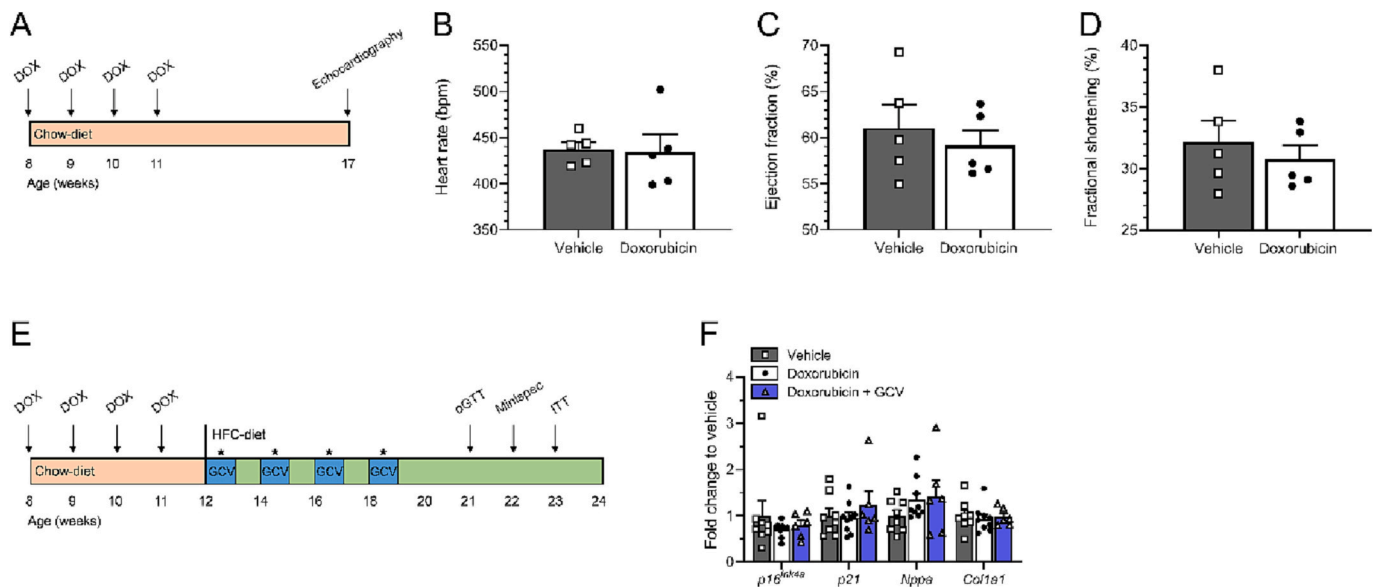 A
DOX DOX DOX DOX Echocardiography
Chow-diet
8 9 10 11 17
Age (weeks)
B
Heart rate (bpm)
550
500
450
400
350
Vehicle Doxorubicin
C
Ejection fraction (%)
70
65
60
55
50
Vehicle Doxorubicin
D
Fractional shortening (%)
40
35
30
25
Vehicle Doxorubicin
E
DOX DOX DOX DOX oGTT Minispec ITT
HFC-diet
* * * *
Chow-diet GCV GCV GCV GCV
8 9 10 11 12 14 16 18 20 21 22 23 24
Age (weeks)
F
Vehicle
Doxorubicin
Doxorubicin + GCV
Fold change to vehicle
4
3
2
1
0
p16^Ink4a p21 Nppa Col1a1